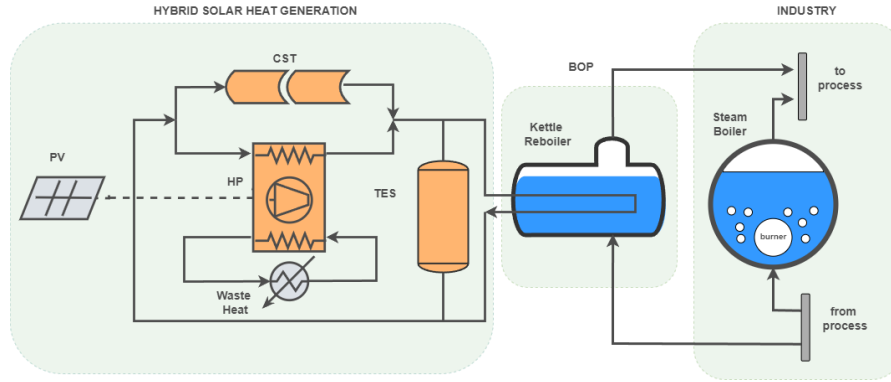 HYBRID SOLAR HEAT GENERATION
INDUSTRY
CST
BOP
to
process
Kettle
Reboiler
Steam
Boiler
PV
HP
TES
burner
Waste
Heat
from
process